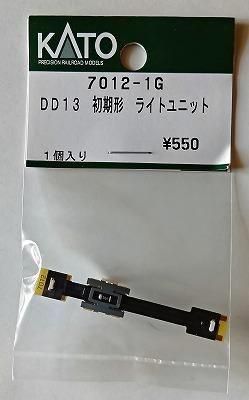 KATO
PRECISION RAILROAD MODELS
7012-1G
DD13 初期形 ライトユニット
¥550
1個入り
7012